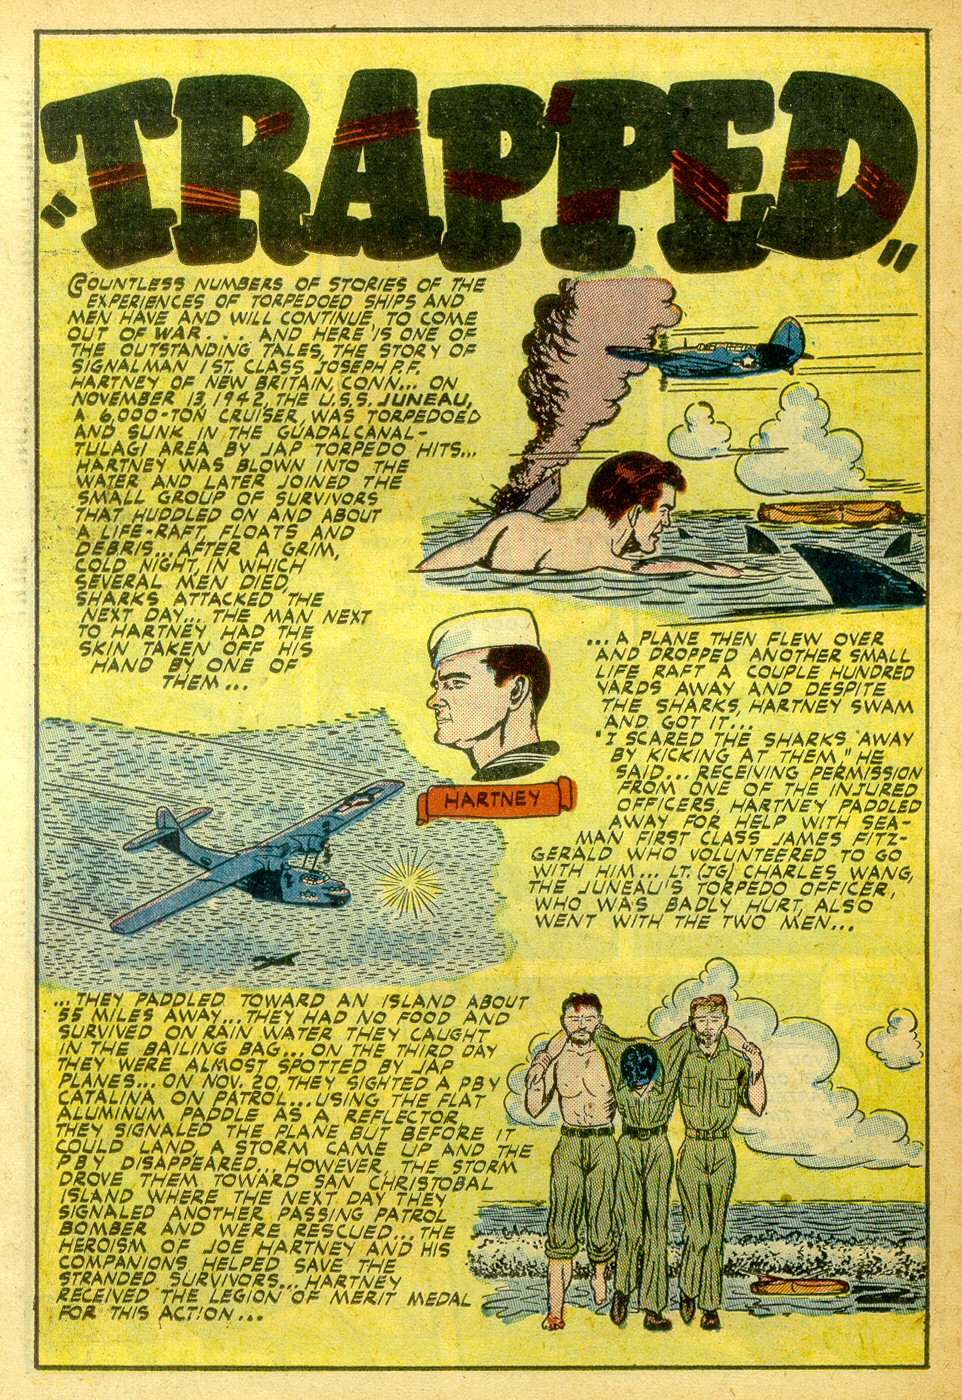 "TRAPPED"
COUNTLESS NUMBERS OF STORIES OF THE
EXPERIENCES OF TORPEDOED SHIPS AND
MEN HAVE AND WILL CONTINUE TO COME
OUT OF WAR... AND HERE IS ONE OF
THE OUTSTANDING TALES, THE STORY OF
SIGNALMAN 1ST. CLASS JOSEPH P.F.
HARTNEY OF NEW BRITAIN, CONN... ON
NOVEMBER 13, 1942, THE U.S.S. JUNEAU,
A 6,000-TON CRUISER, WAS TORPEDOED
AND SUNK IN THE GUADALCANAL-
TULAGI AREA BY JAP TORPEDO HITS...
HARTNEY WAS BLOWN INTO THE
WATER AND LATER JOINED THE
SMALL GROUP OF SURVIVORS
THAT HUDDLED ON AND ABOUT
A LIFE-RAFT, FLOATS AND
DEBRIS... AFTER A GRIM,
COLD NIGHT, IN WHICH
SEVERAL MEN DIED,
SHARKS ATTACKED THE
NEXT DAY... THE MAN NEXT
TO HARTNEY HAD THE
SKIN TAKEN OFF HIS
HAND BY ONE OF
THEM...
HARTNEY
... A PLANE THEN FLEW OVER
AND DROPPED ANOTHER SMALL
LIFE RAFT A COUPLE HUNDRED
YARDS AWAY AND DESPITE
THE SHARKS, HARTNEY SWAM
AND GOT IT...
"I SCARED THE SHARKS AWAY
BY KICKING AT THEM," HE
SAID... RECEIVING PERMISSION
FROM ONE OF THE INJURED
OFFICERS, HARTNEY PADDLED
AWAY FOR HELP WITH SEA-
MAN FIRST CLASS JAMES FITZ-
GERALD WHO VOLUNTEERED TO GO
WITH HIM... LT. (JG) CHARLES WANG,
THE JUNEAU'S TORPEDO OFFICER,
WHO WAS BADLY HURT, ALSO
WENT WITH THE TWO MEN...
...THEY PADDLED TOWARD AN ISLAND ABOUT
55 MILES AWAY... THEY HAD NO FOOD AND
SURVIVED ON RAIN WATER THEY CAUGHT
IN THE BAILING BAG... ON THE THIRD DAY
THEY WERE ALMOST SPOTTED BY JAP
PLANES... ON NOV. 20, THEY SIGHTED A PBY
CATALINA ON PATROL... USING THE FLAT
ALUMINUM PADDLE AS A REFLECTOR,
THEY SIGNALED THE PLANE BUT BEFORE IT
COULD LAND, A STORM CAME UP AND THE
PBY DISAPPEARED... HOWEVER, THE STORM
DROVE THEM TOWARD SAN CHRISTOBAL
ISLAND WHERE THE NEXT DAY THEY
SIGNALED ANOTHER PASSING PATROL
BOMBER AND WERE RESCUED... THE
HEROISM OF JOE HARTNEY AND HIS
COMPANIONS HELPED SAVE THE
STRANDED SURVIVORS... HARTNEY
RECEIVED THE LEGION OF MERIT MEDAL
FOR THIS ACTION...